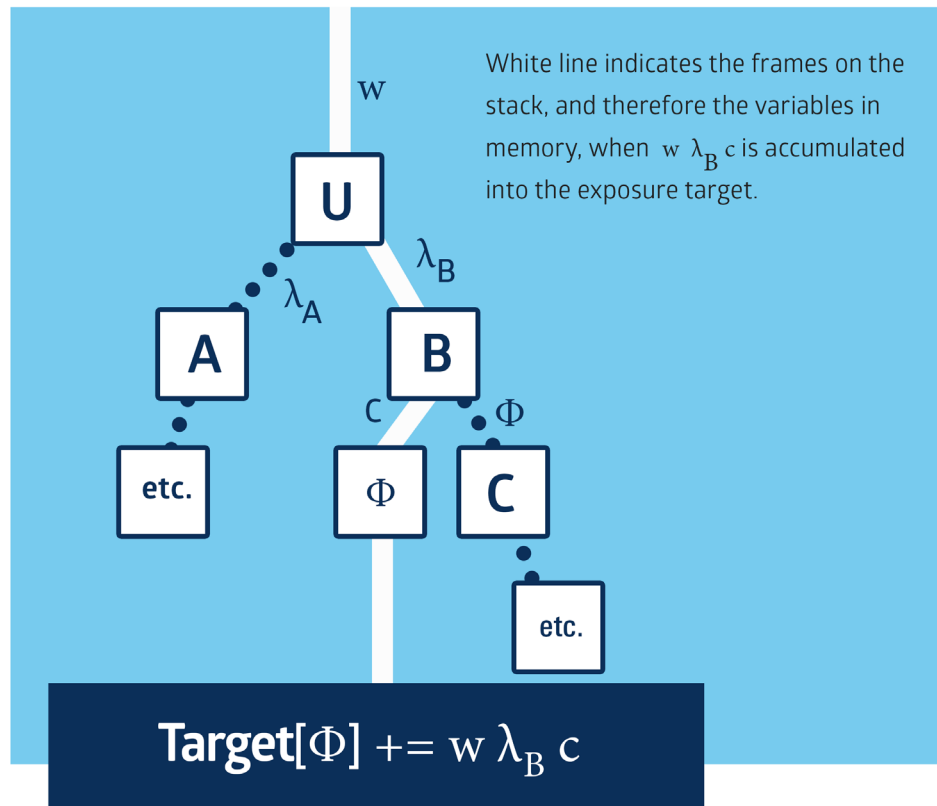 White line indicates the frames on the
stack, and therefore the variables in
memory, when w λB c is accumulated
into the exposure target.
w
U
λB
λA
A
B
C
Φ
etc.
Φ
C
etc.
Target[Φ] += w λB c